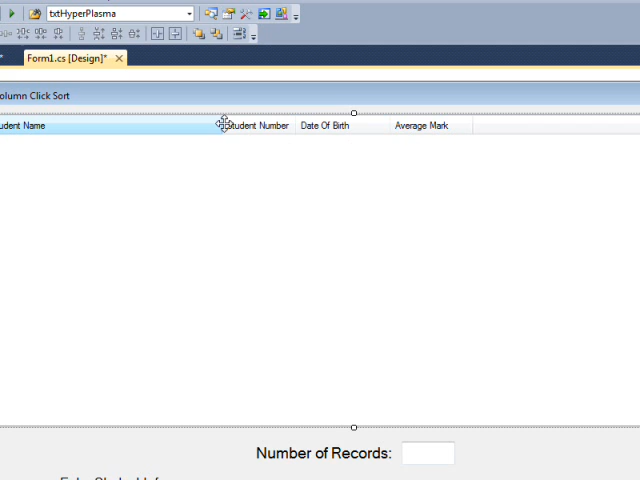 txtHyperPlasma
Form1.cs [Design]*
olumn Click Sort
udent Name Student Number Date Of Birth Average Mark
Number of Records: